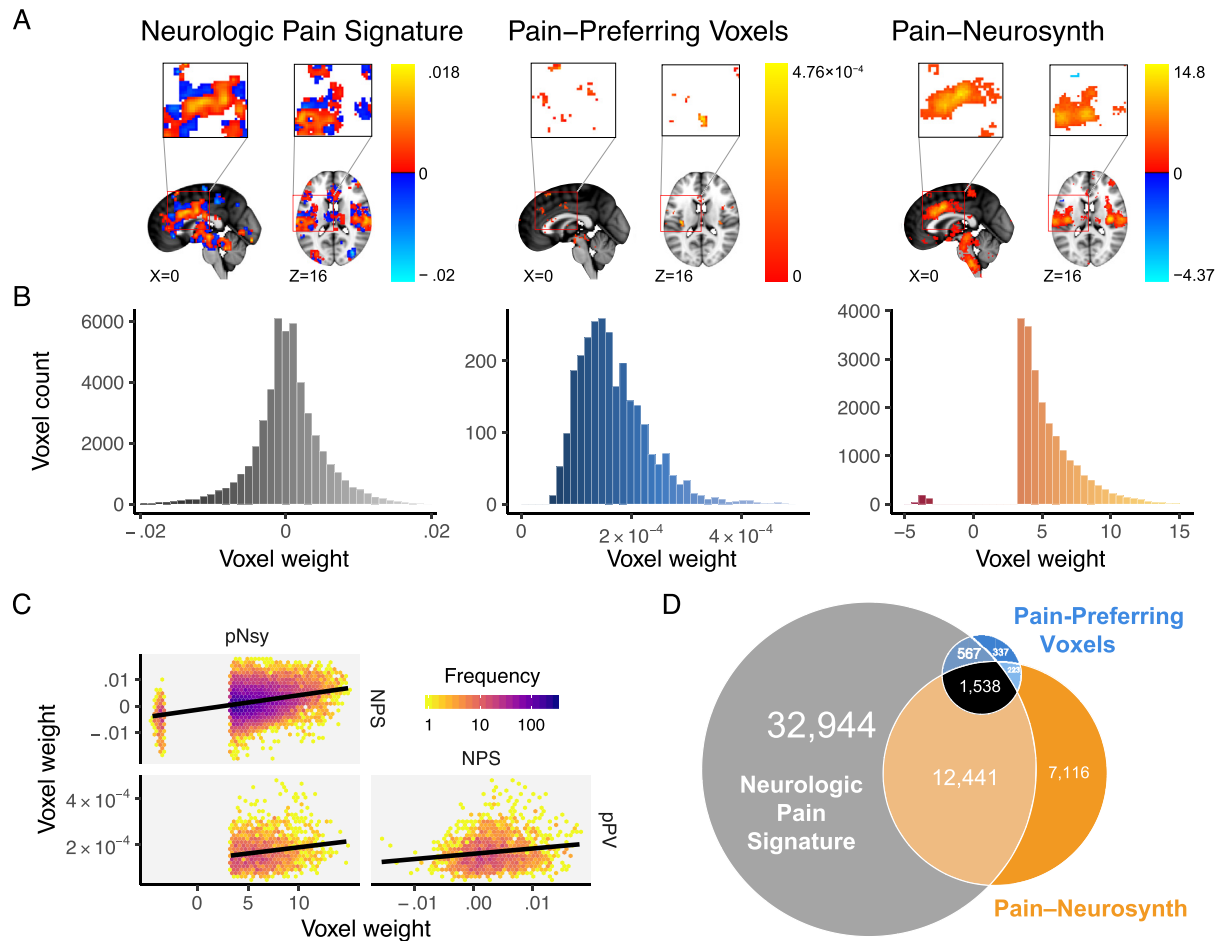 A
Neurologic Pain Signature
Pain−Preferring Voxels
Pain−Neurosynth
.018
0
− .02
X=0
Z=16
4.76×10⁻⁴
0
X=0
Z=16
14.8
0
−4.37
X=0
Z=16
B
Voxel count
6000
4000
2000
0
−.02
0
.02
Voxel weight
200
100
0
0
2 × 10⁻⁴
4 × 10⁻⁴
Voxel weight
4000
3000
2000
1000
0
−5
0
5
10
15
Voxel weight
C
pNsy
.01
0
−.01
NPS
Frequency
1
10
100
NPS
Voxel weight
4 × 10⁻⁴
2 × 10⁻⁴
pPV
0
5
10
−.01
.00
.01
Voxel weight
D
Pain-Preferring
Voxels
567
337
1,538
32,944
12,441
7,116
Neurologic
Pain
Signature
Pain–Neurosynth